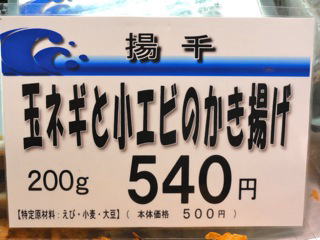 揚手
玉ネギと小エビのかき揚げ
200g 540円
【特定原材料：えび・小麦・大豆】（本体価格 500円）